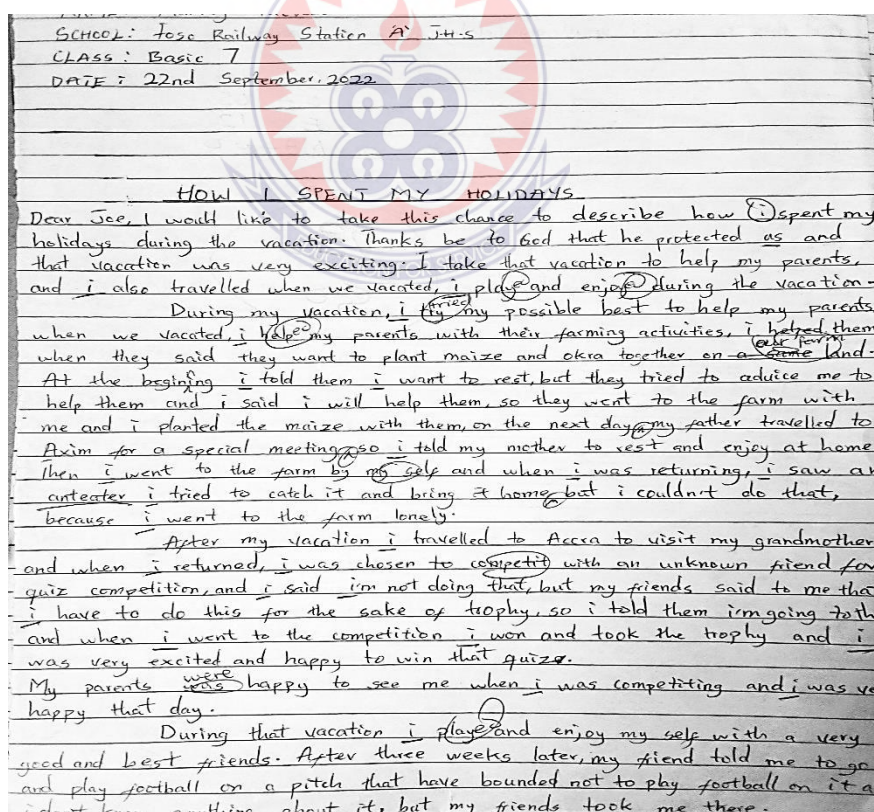 SCHOOL: Tose Railway Station 'A' J.H.S
CLASS: Basic 7
DATE: 22nd September, 2022
HOW I SPENT MY HOLIDAYS
Dear Joe, I would like to take this chance to describe how i spent my
holidays during the vacation. Thanks be to God that he protected us and
that vacation was very exciting. I take that vacation to help my parents,
and i also travelled when we vacated, i play and enjoy during the vacation.
During my vacation, i try tried my possible best to help my parents
when we vacated, i help my parents with their farming activities, i helped them
when they said they want to plant maize and okra together on a same our farm land.
At the begining i told them i want to rest, but they tried to advice me to
help them and i said i will help them, so they went to the farm with
me and i planted the maize with them, on the next day my father travelled to
Axim for a special meeting so i told my mother to rest and enjoy at home
Then i went to the farm by my self and when i was returning, i saw an
anteater i tried to catch it and bring it home but i couldn't do that,
because i went to the farm lonely.
After my vacation i travelled to Accra to visit my grandmother
and when i returned, i was chosen to competit with an unknown friend for
quiz competition, and i said i'm not doing that, but my friends said to me tha
i have to do this for the sake of trophy, so i told them i'm going to th
and when i went to the competition i won and took the trophy and i
was very excited and happy to win that quiz.
My parents was were happy to see me when i was competiting and i was ve
happy that day.
During that vacation i play and enjoy my self with a very
good and best friends. After three weeks later, my friend told me to go
and play football on a pitch that have bounded not to play football on it a
i don't know anything about it, but my friends took me there.